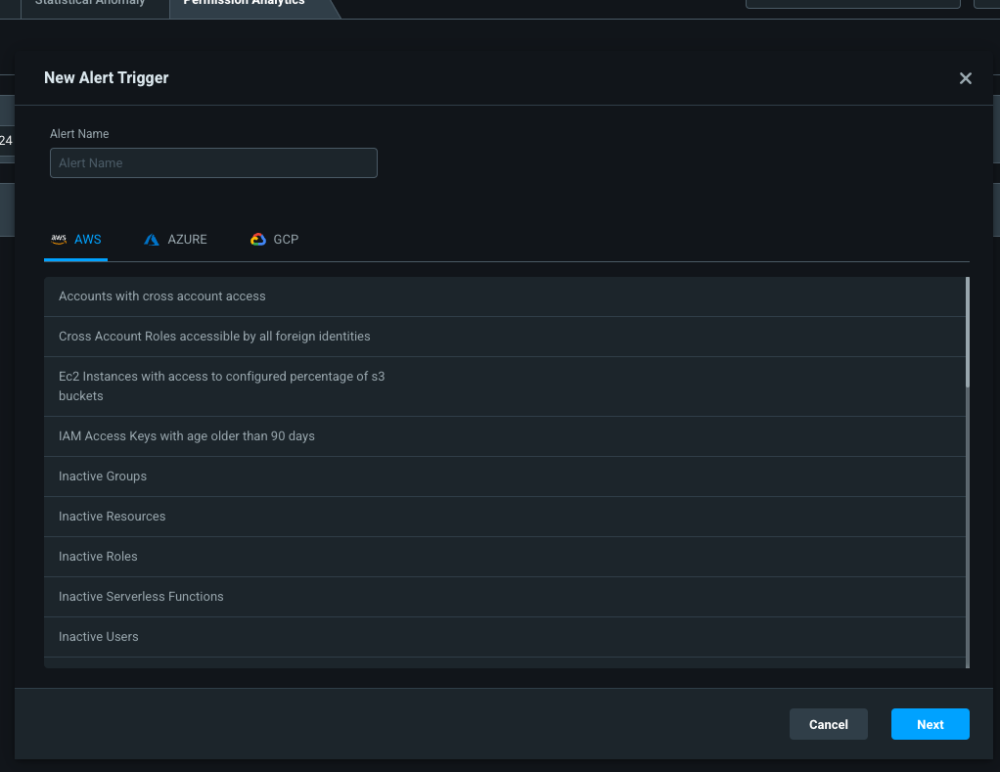 Statistical Anomaly
Permission Analytics
New Alert Trigger
24
Alert Name
Alert Name
aws AWS
AZURE
GCP
Accounts with cross account access
Cross Account Roles accessible by all foreign identities
Ec2 Instances with access to configured percentage of s3
buckets
IAM Access Keys with age older than 90 days
Inactive Groups
Inactive Resources
Inactive Roles
Inactive Serverless Functions
Inactive Users
Cancel
Next